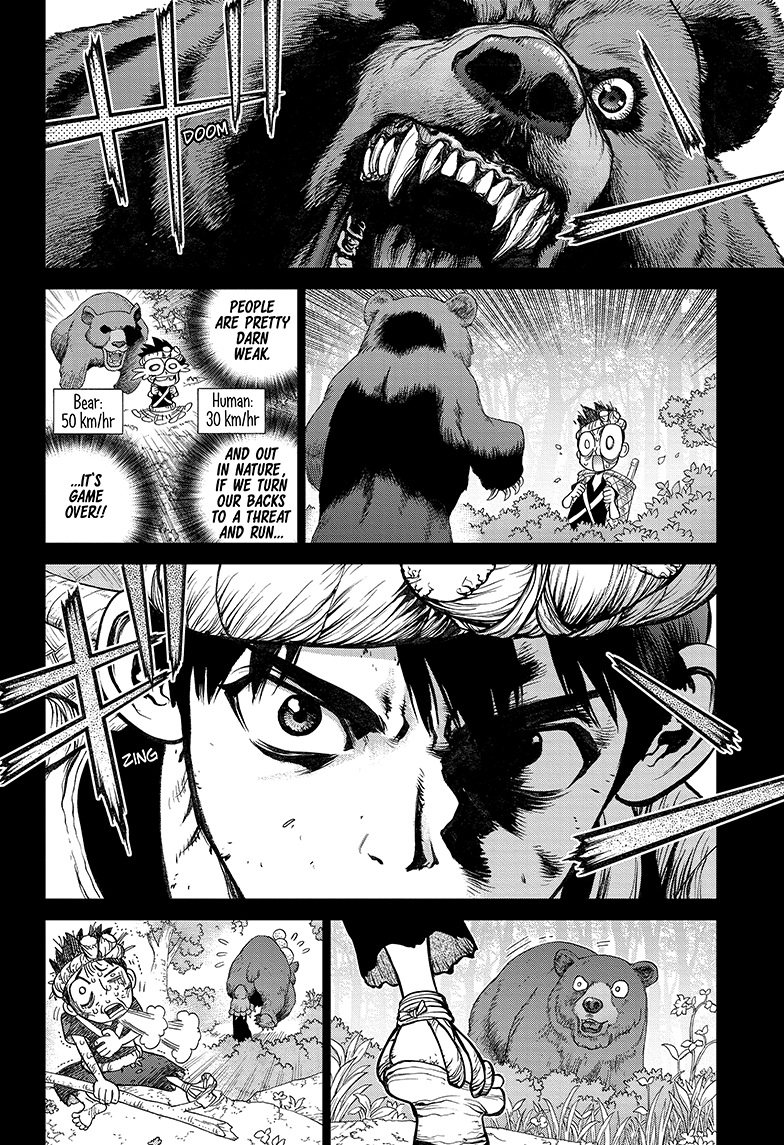 DOOM
PEOPLE
ARE PRETTY
DARN
WEAK.
Bear:
50 km/hr
Human:
30 km/hr
AND OUT
IN NATURE,
IF WE TURN
OUR BACKS
TO A THREAT
AND RUN...
...IT'S
GAME
OVER!!
ZING